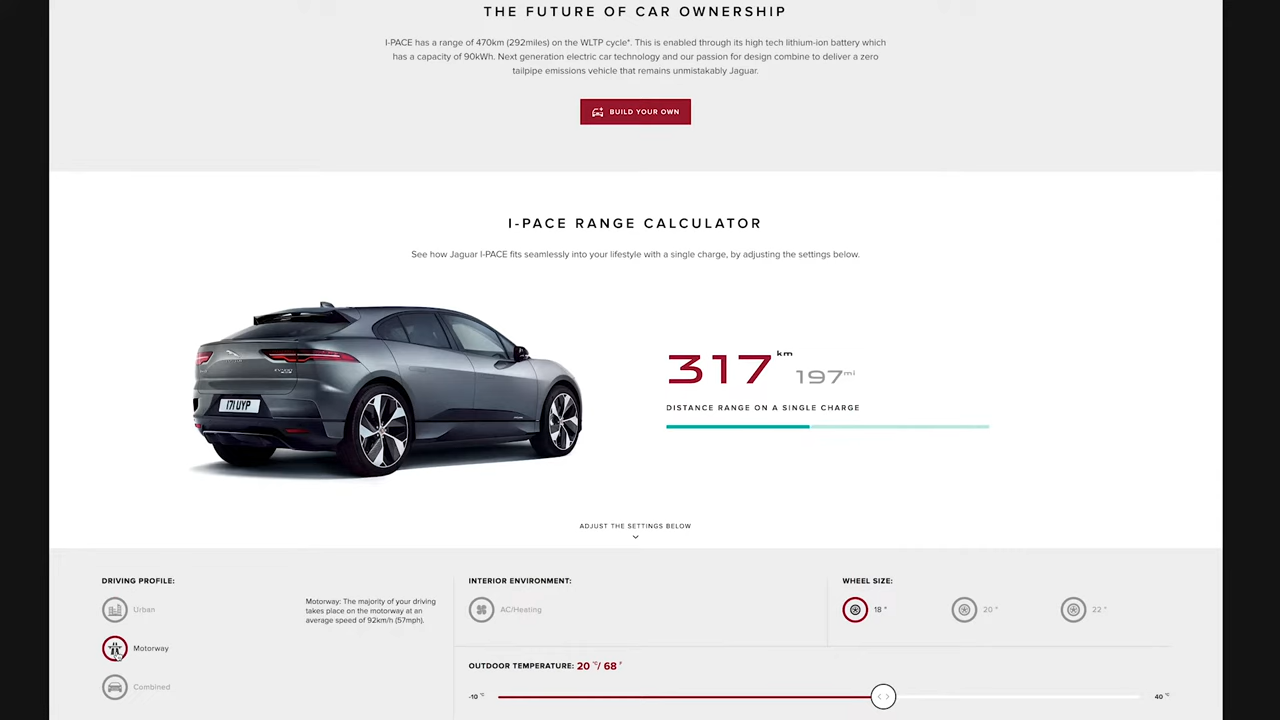 THE FUTURE OF CAR OWNERSHIP
I-PACE has a range of 470km (292miles) on the WLTP cycle*. This is enabled through its high tech lithium-ion battery which
has a capacity of 90kWh. Next generation electric car technology and our passion for design combine to deliver a zero
tailpipe emissions vehicle that remains unmistakably Jaguar.
BUILD YOUR OWN
I-PACE RANGE CALCULATOR
See how Jaguar I-PACE fits seamlessly into your lifestyle with a single charge, by adjusting the settings below.
171 UYP
317 km 197 mi
DISTANCE RANGE ON A SINGLE CHARGE
ADJUST THE SETTINGS BELOW
DRIVING PROFILE:
Urban
Motorway
Combined
Motorway: The majority of your driving
takes place on the motorway at an
average speed of 92km/h (57mph).
INTERIOR ENVIRONMENT:
AC/Heating
WHEEL SIZE:
18 "
20 "
22 "
OUTDOOR TEMPERATURE: 20 °C/ 68 F
-10 °C
40 °C